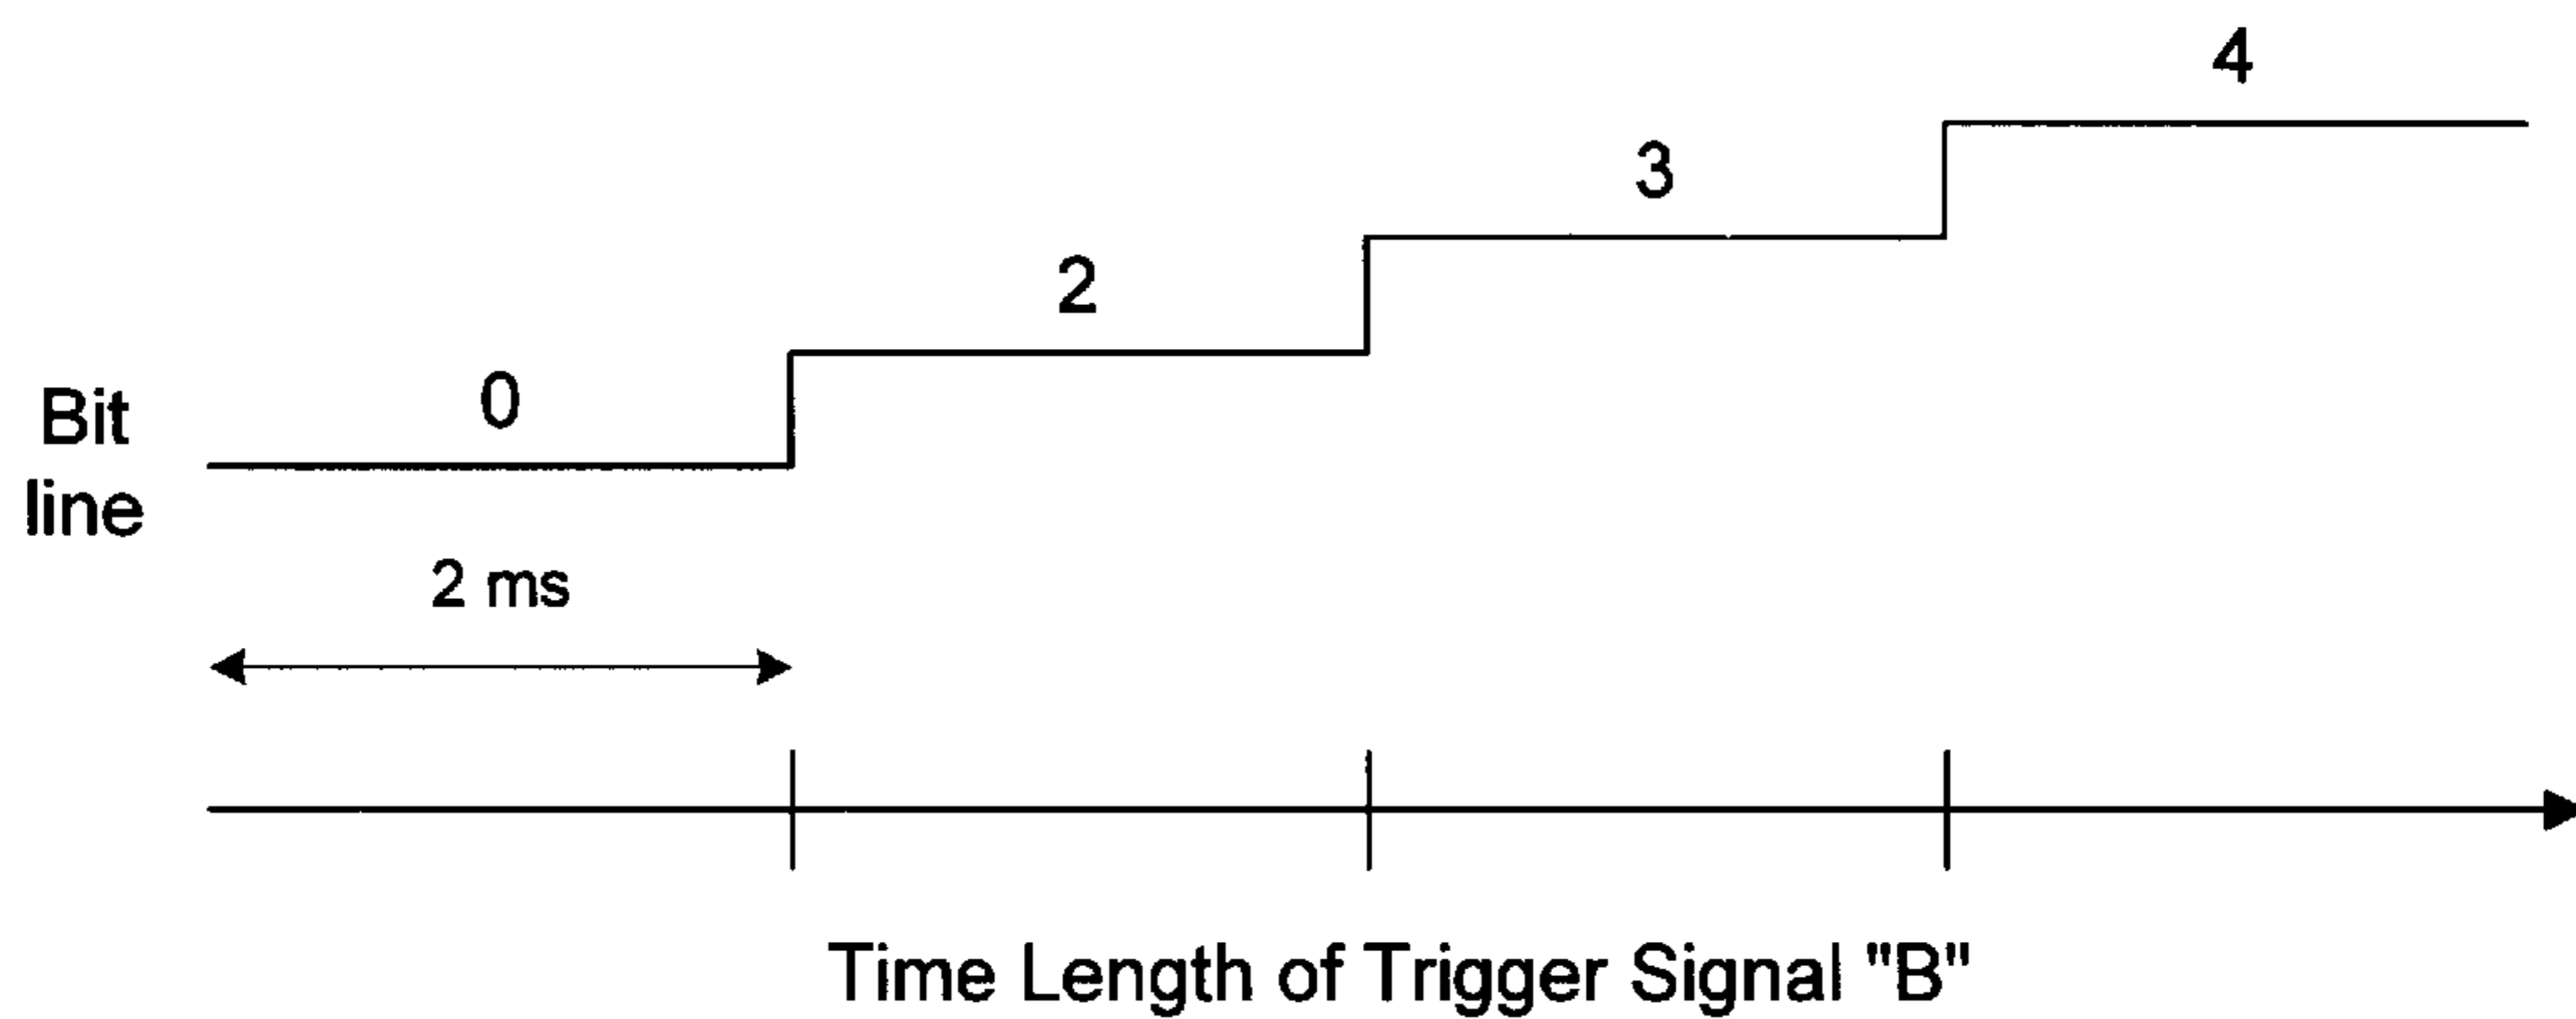 4
3
2
0
Bit
line
2 ms
Time Length of Trigger Signal "B"